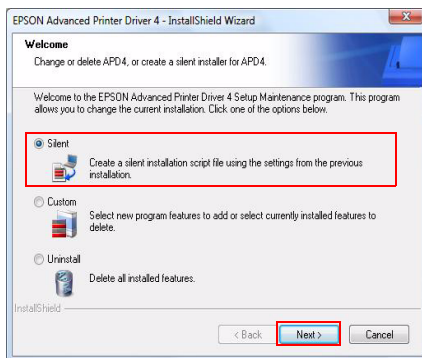 EPSON Advanced Printer Driver 4 - InstallShield Wizard
Welcome
Change or delete APD4, or create a silent installer for APD4.
Welcome to the EPSON Advanced Printer Driver 4 Setup Maintenance program. This program
allows you to change the current installation. Click one of the options below.
Silent
Create a silent installation script file using the settings from the previous
installation.
Custom
Select new program features to add or select currently installed features to
delete.
Uninstall
Delete all installed features.
InstallShield
< Back Next > Cancel